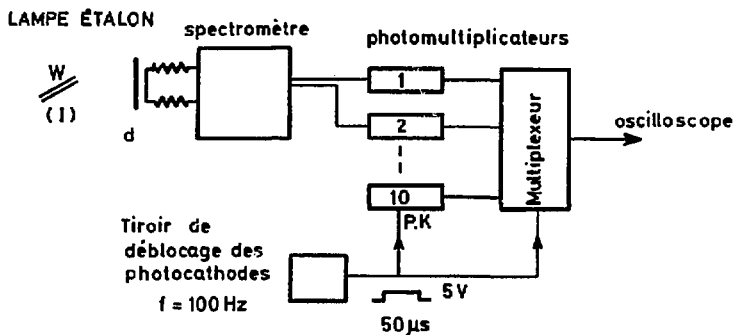 LAMPE ÉTALON
spectromètre
photomultiplicateurs
W
(I)
d
1
2
10
P.K
Multiplexeur
oscilloscope
Tiroir de
déblocage des
photocathodes
f = 100 Hz
5V
50µs